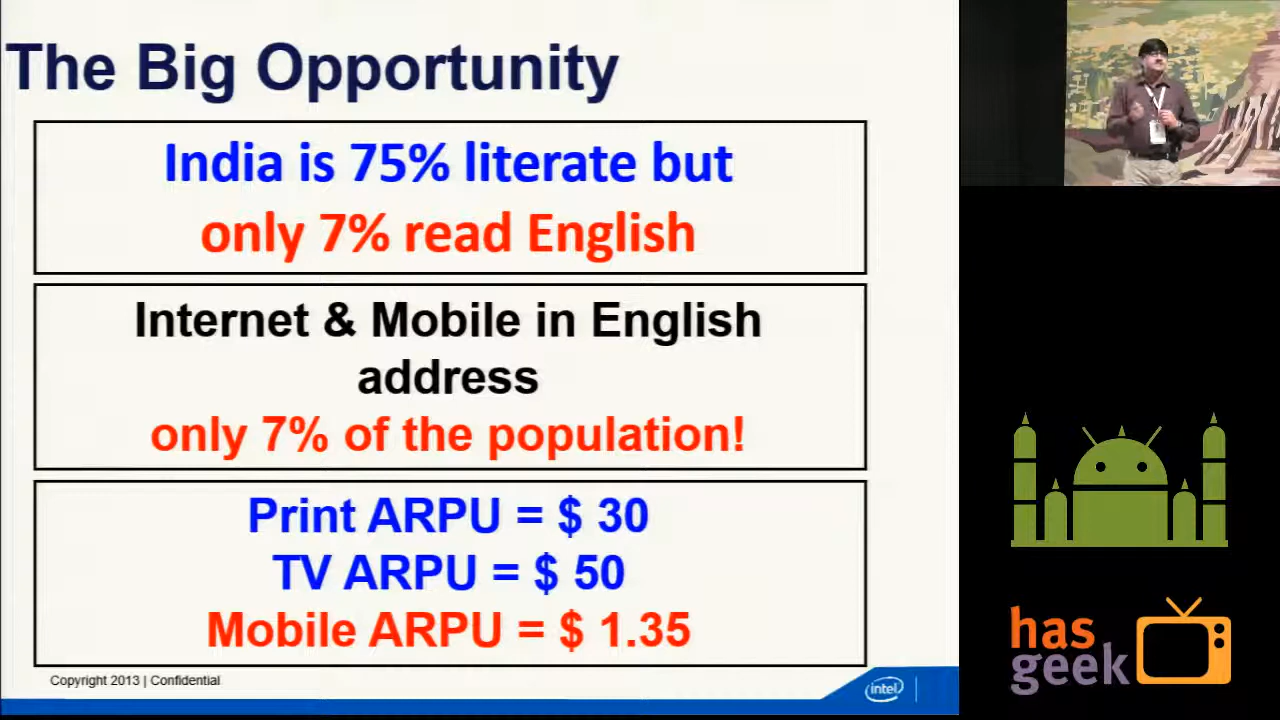 The Big Opportunity
India is 75% literate but
only 7% read English
Internet & Mobile in English
address
only 7% of the population!
Print ARPU = $ 30
TV ARPU = $ 50
Mobile ARPU = $ 1.35
Copyright 2013 | Confidential
intel
has
geek